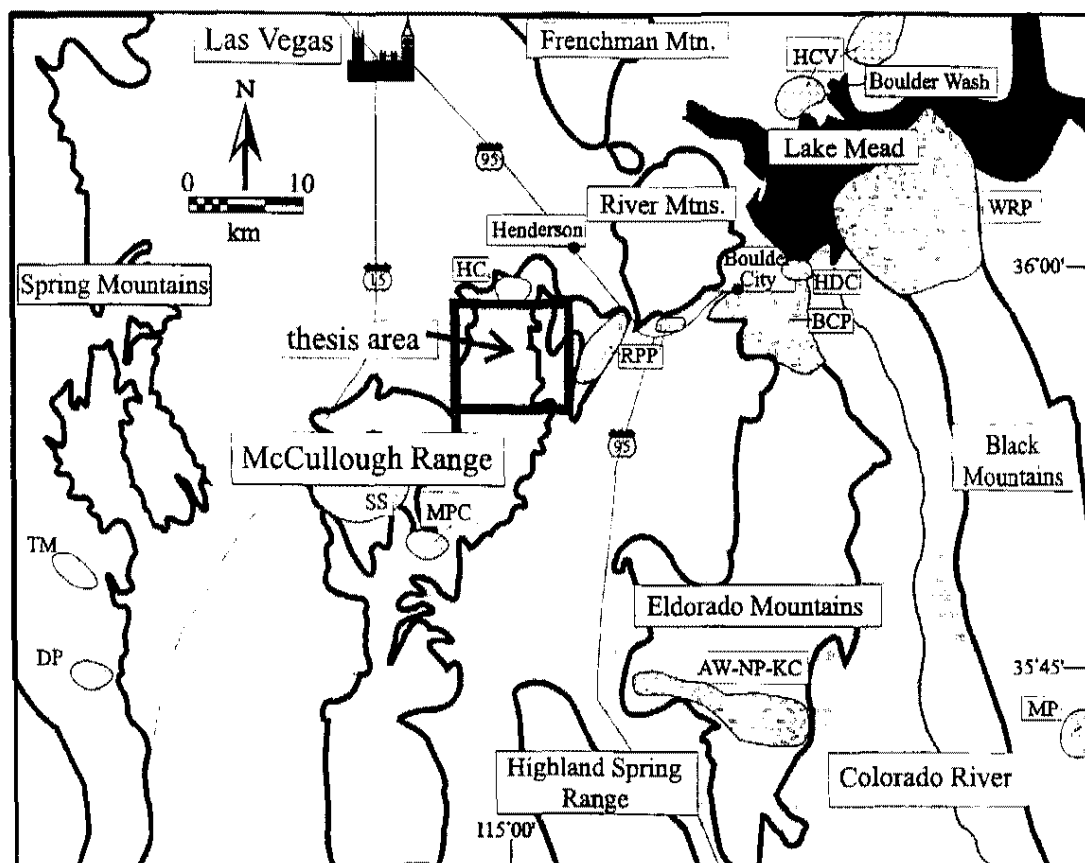 Las Vegas
Frenchman Mtn.
HCV
Boulder Wash
N
Lake Mead
0 10
km
95
River Mtns.
WRP
Henderson
Spring Mountains
15
HC
Boulder
City
HDC
36°00'
thesis area
BCP
RPP
McCullough Range
95
Black
Mountains
SS
MPC
TM
Eldorado Mountains
DP
AW-NP-KC
35°45'
MP
Highland Spring
Range
Colorado River
115°00'